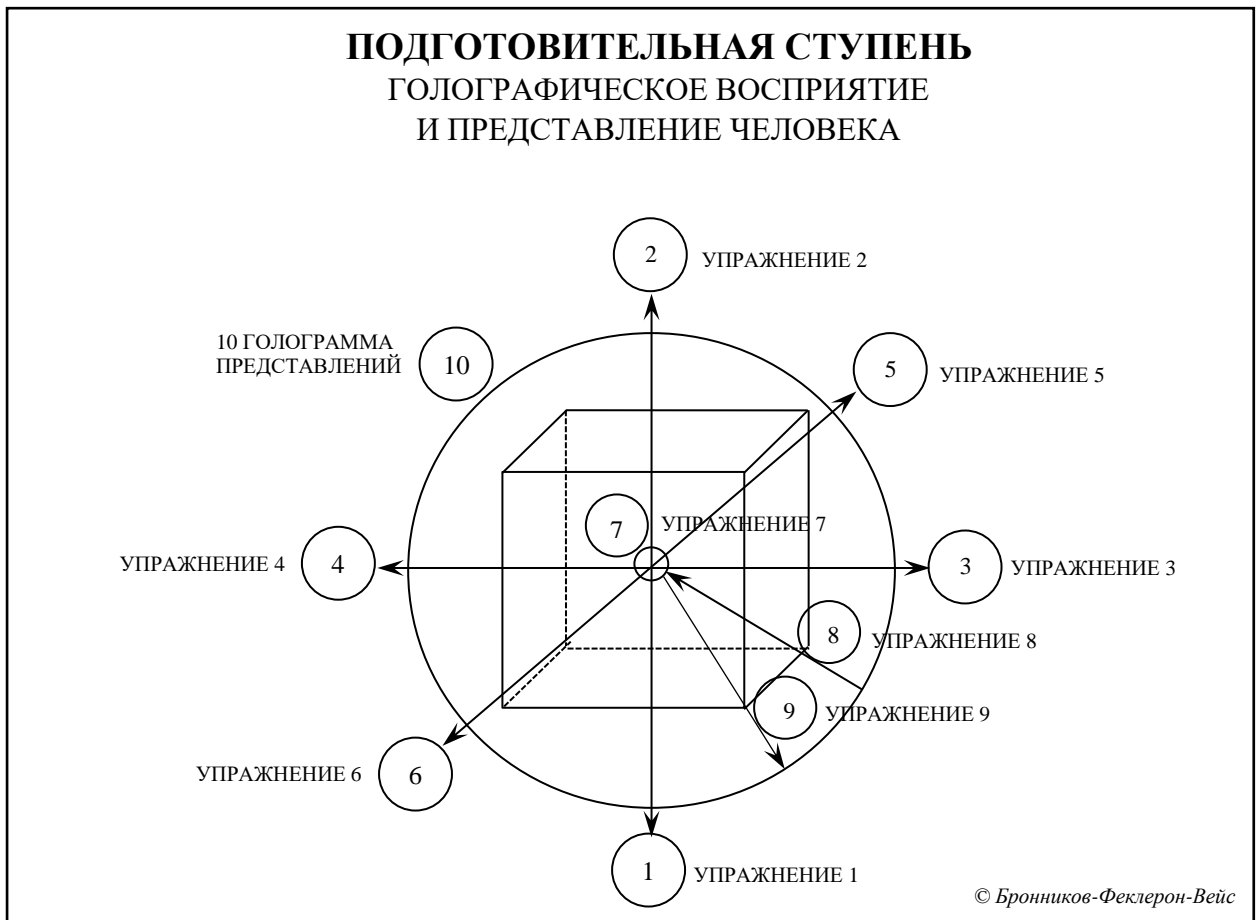 ПОДГОТОВИТЕЛЬНАЯ СТУПЕНЬ
ГОЛОГРАФИЧЕСКОЕ ВОСПРИЯТИЕ
И ПРЕДСТАВЛЕНИЕ ЧЕЛОВЕКА
2
УПРАЖНЕНИЕ 2
10 ГОЛОГРАММА
ПРЕДСТАВЛЕНИЙ
10
5
УПРАЖНЕНИЕ 5
7
УПРАЖНЕНИЕ 7
УПРАЖНЕНИЕ 4
4
3
УПРАЖНЕНИЕ 3
8
УПРАЖНЕНИЕ 8
9
УПРАЖНЕНИЕ 9
УПРАЖНЕНИЕ 6
6
1
УПРАЖНЕНИЕ 1
© Бронников-Феклерон-Вейс